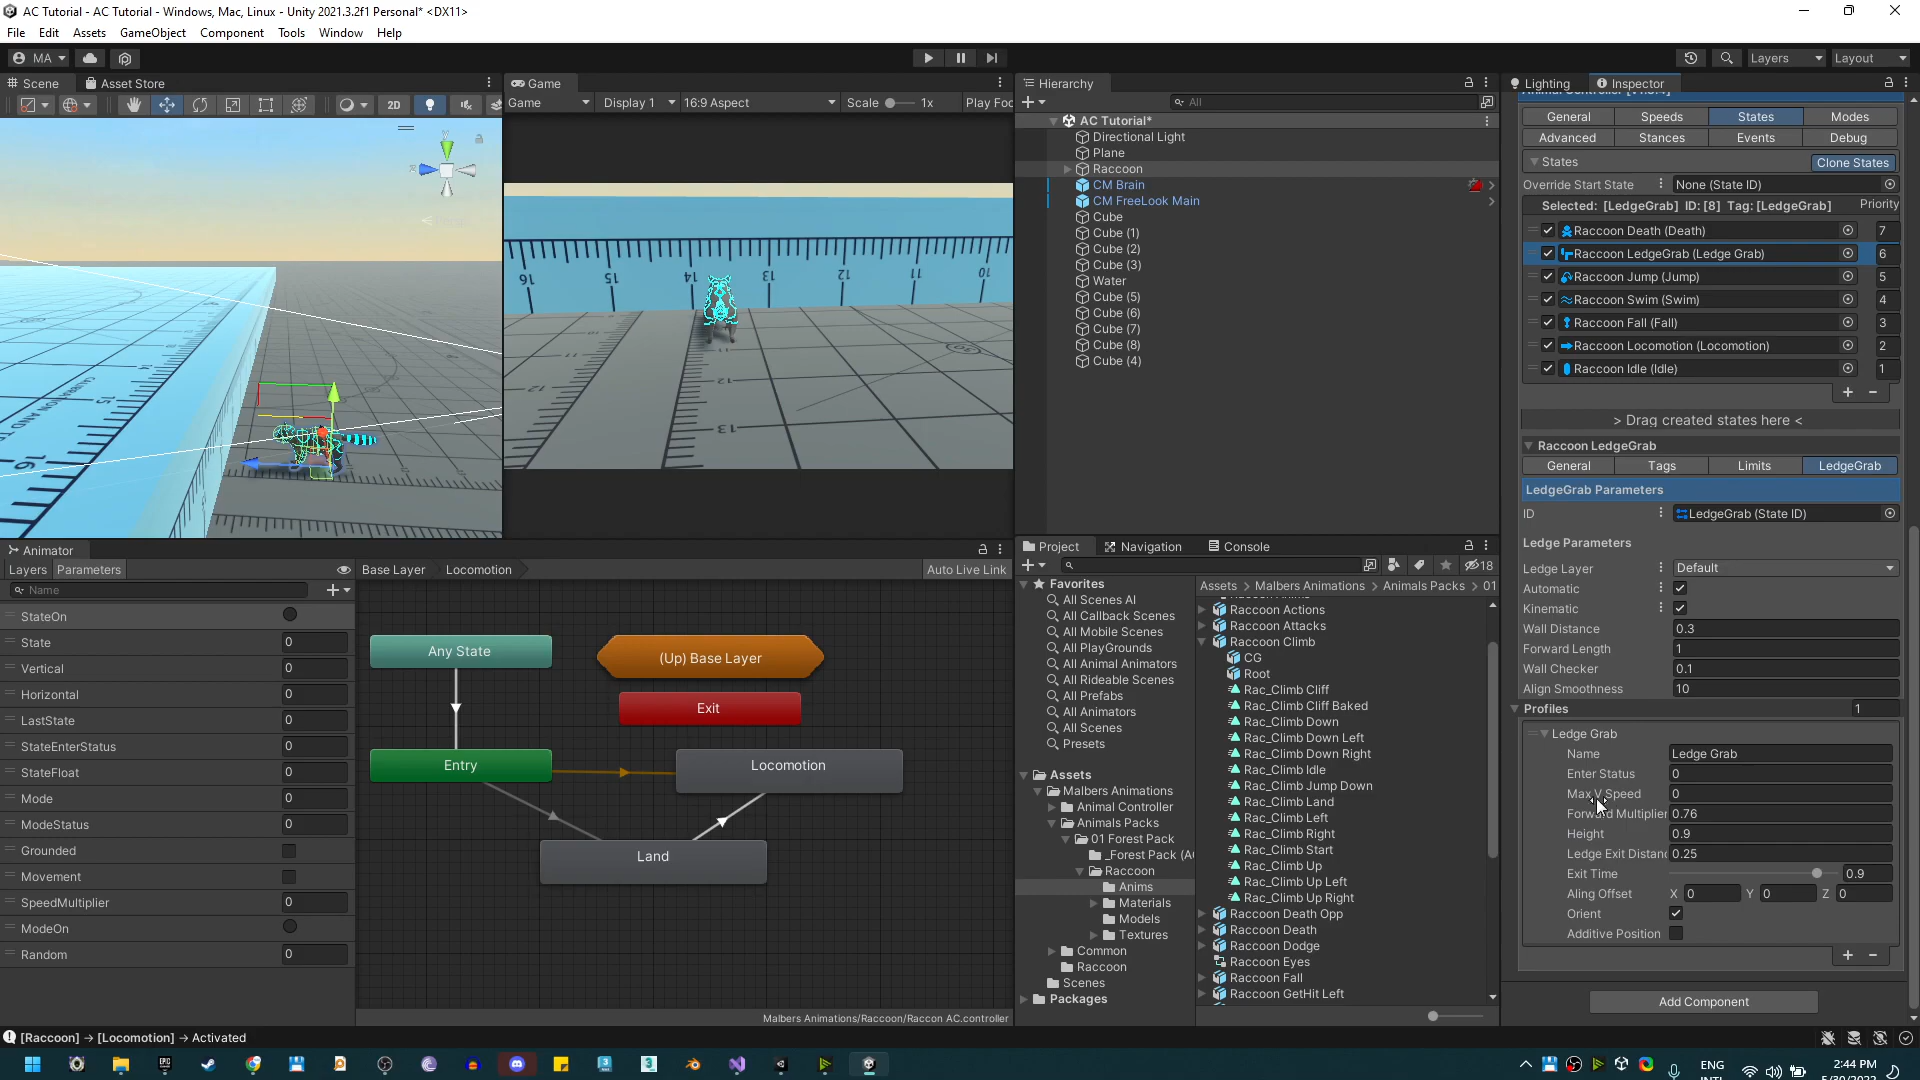 AC Tutorial - AC Tutorial - Windows, Mac, Linux - Unity 2021.3.2f1 Personal* <DX11>
File Edit Assets GameObject Component Tools Window Help
MA Layers Layout
Scene Asset Store
2D
Game
Game Display 1 16:9 Aspect Scale 1x Play Foc
16 15 14 13 12 11 10
11
12
13
15
16
Hierarchy
All
AC Tutorial*
Directional Light
Plane
Raccoon
CM Brain
CM FreeLook Main
Cube
Cube (1)
Cube (2)
Cube (3)
Water
Cube (5)
Cube (6)
Cube (7)
Cube (8)
Cube (4)
Lighting Inspector
General Speeds States Modes
Advanced Stances Events Debug
States Clone States
Override Start State None (State ID)
Selected: [LedgeGrab] ID: [8] Tag: [LedgeGrab] Priority
Raccoon Death (Death) 7
Raccoon LedgeGrab (Ledge Grab) 6
Raccoon Jump (Jump) 5
Raccoon Swim (Swim) 4
Raccoon Fall (Fall) 3
Raccoon Locomotion (Locomotion) 2
Raccoon Idle (Idle) 1
> Drag created states here <
Raccoon LedgeGrab
General Tags Limits LedgeGrab
LedgeGrab Parameters
ID LedgeGrab (State ID)
Ledge Parameters
Ledge Layer Default
Automatic
Kinematic
Wall Distance 0.3
Forward Length 1
Wall Checker 0.1
Align Smoothness 10
Profiles 1
Ledge Grab
Name Ledge Grab
Enter Status 0
Max V Speed 0
Forward Multiplier 0.76
Height 0.9
Ledge Exit Distanc 0.25
Exit Time 0.9
Aling Offset X 0 Y 0 Z 0
Orient
Additive Position
Add Component
Animator
Layers Parameters Base Layer Locomotion Auto Live Link
Name
StateOn
State 0
Vertical 0
Horizontal 0
LastState 0
StateEnterStatus 0
StateFloat 0
Mode 0
ModeStatus 0
Grounded
Movement
SpeedMultiplier 0
ModeOn
Random 0
Any State
(Up) Base Layer
Exit
Entry
Locomotion
Land
Malbers Animations/Raccoon/Raccon AC.controller
Project Navigation Console
18
Favorites
All Scenes AI
All Callback Scenes
All Mobile Scenes
All PlayGrounds
All Animal Animators
All Rideable Scenes
All Prefabs
All Animators
All Scenes
Presets
Assets
Malbers Animations
Animal Controller
Animals Packs
01 Forest Pack
_Forest Pack (A
Raccoon
Anims
Materials
Models
Textures
Common
Raccoon
Scenes
Packages
Assets > Malbers Animations > Animals Packs > 01
Raccoon Actions
Raccoon Attacks
Raccoon Climb
CG
Root
Rac_Climb Cliff
Rac_Climb Cliff Baked
Rac_Climb Down
Rac_Climb Down Left
Rac_Climb Down Right
Rac_Climb Idle
Rac_Climb Jump Down
Rac_Climb Land
Rac_Climb Left
Rac_Climb Right
Rac_Climb Start
Rac_Climb Up
Rac_Climb Up Left
Rac_Climb Up Right
Raccoon Death Opp
Raccoon Death
Raccoon Dodge
Raccoon Eyes
Raccoon Fall
Raccoon GetHit Left
[Raccoon] → [Locomotion] → Activated
ENG
2:44 PM